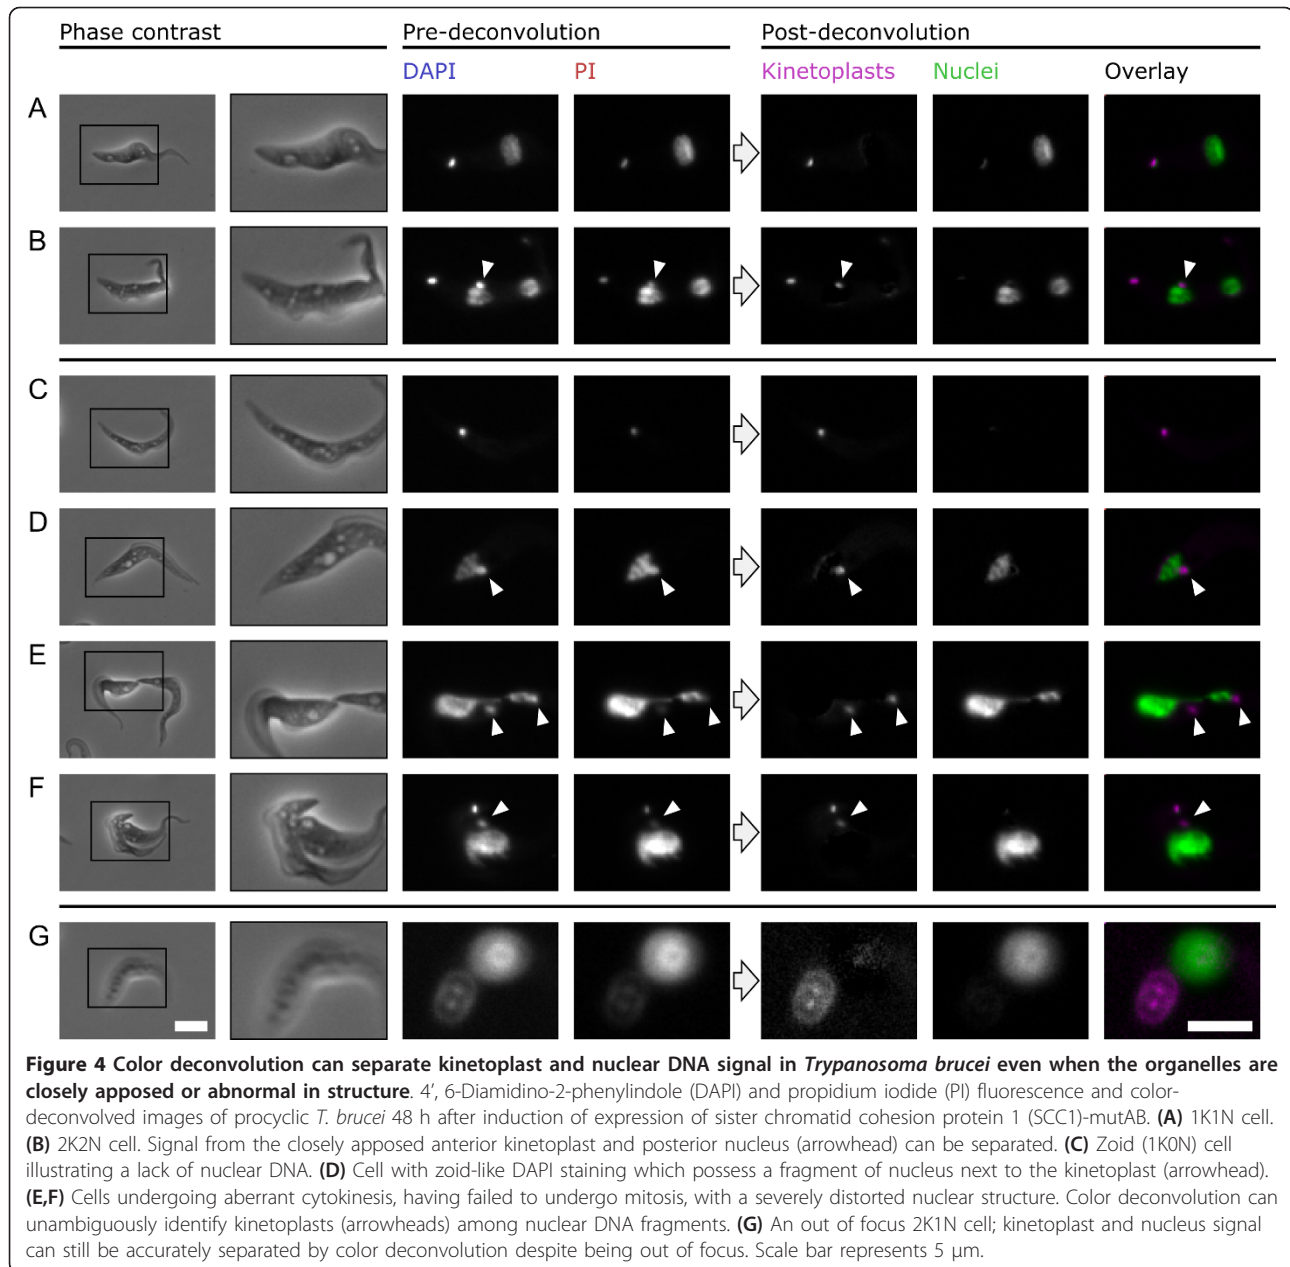 Phase contrast Pre-deconvolution Post-deconvolution
DAPI PI Kinetoplasts Nuclei Overlay
A
B
C
D
E
F
G
Figure 4 Color deconvolution can separate kinetoplast and nuclear DNA signal in Trypanosoma brucei even when the organelles are
closely apposed or abnormal in structure. 4′, 6-Diamidino-2-phenylindole (DAPI) and propidium iodide (PI) fluorescence and color-
deconvolved images of procyclic T. brucei 48 h after induction of expression of sister chromatid cohesion protein 1 (SCC1)-mutAB. (A) 1K1N cell.
(B) 2K2N cell. Signal from the closely apposed anterior kinetoplast and posterior nucleus (arrowhead) can be separated. (C) Zoid (1K0N) cell
illustrating a lack of nuclear DNA. (D) Cell with zoid-like DAPI staining which possess a fragment of nucleus next to the kinetoplast (arrowhead).
(E,F) Cells undergoing aberrant cytokinesis, having failed to undergo mitosis, with a severely distorted nuclear structure. Color deconvolution can
unambiguously identify kinetoplasts (arrowheads) among nuclear DNA fragments. (G) An out of focus 2K1N cell; kinetoplast and nucleus signal
can still be accurately separated by color deconvolution despite being out of focus. Scale bar represents 5 μm.